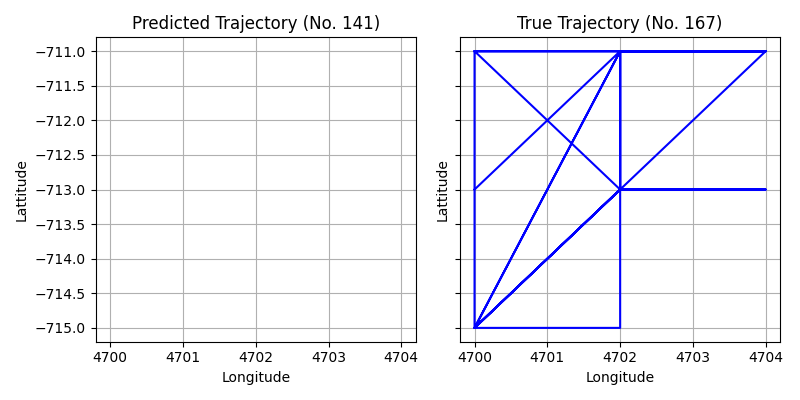 Predicted Trajectory (No. 141)
True Trajectory (No. 167)
−711.0
−711.5
−712.0
−712.5
−713.0
−713.5
−714.0
−714.5
−715.0
Lattitude
Lattitude
4700 4701 4702 4703 4704
4700 4701 4702 4703 4704
Longitude
Longitude